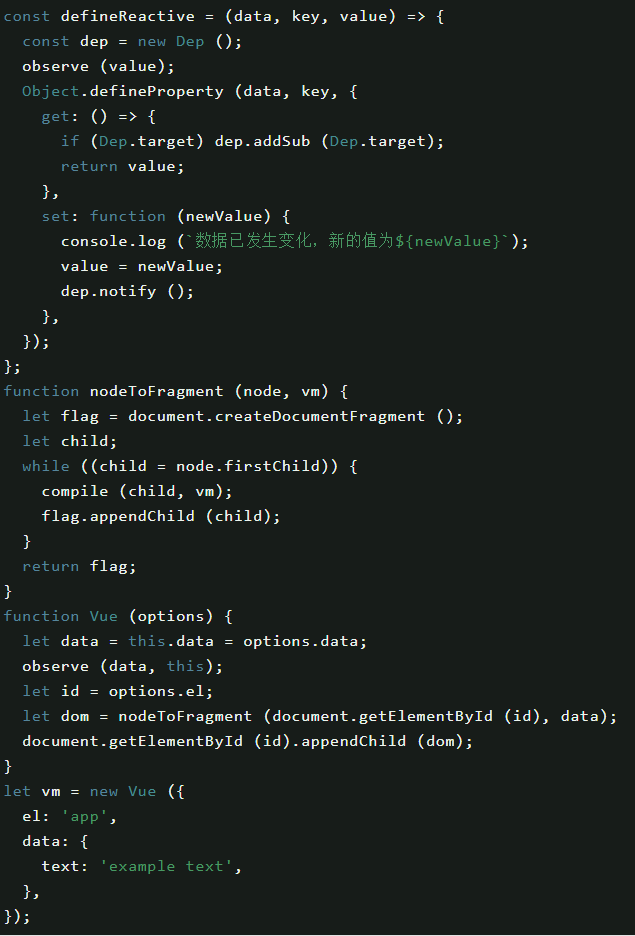 const defineReactive = (data, key, value) => {
  const dep = new Dep ();
  observe (value);
  Object.defineProperty (data, key, {
    get: () => {
      if (Dep.target) dep.addSub (Dep.target);
      return value;
    },
    set: function (newValue) {
      console.log (`数据已发生变化，新的值为${newValue}`);
      value = newValue;
      dep.notify ();
    },
  });
};
function nodeToFragment (node, vm) {
  let flag = document.createDocumentFragment ();
  let child;
  while ((child = node.firstChild)) {
    compile (child, vm);
    flag.appendChild (child);
  }
  return flag;
}
function Vue (options) {
  let data = this.data = options.data;
  observe (data, this);
  let id = options.el;
  let dom = nodeToFragment (document.getElementById (id), data);
  document.getElementById (id).appendChild (dom);
}
let vm = new Vue ({
  el: 'app',
  data: {
    text: 'example text',
  },
});